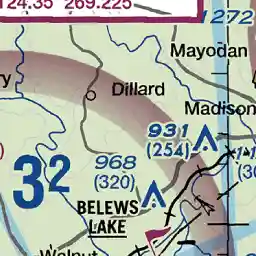 124.35 269.225
1272
Mayodan
Dillard
Madison
931
(254)
968
(320)
32
BELEWS
LAKE
Walnut